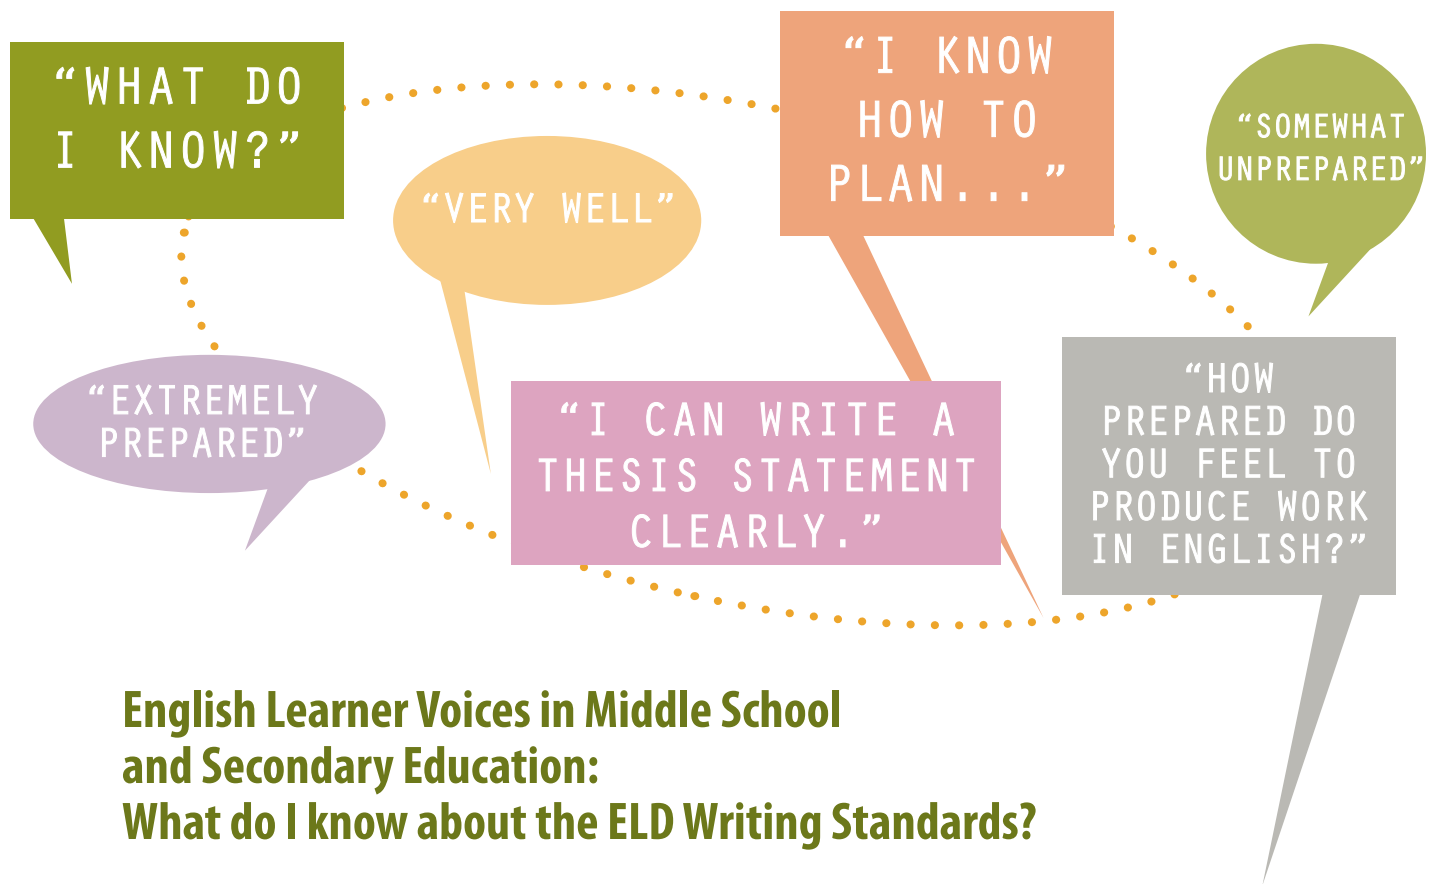 “WHAT DO
I KNOW?”
“VERY WELL”
“I KNOW
HOW TO
PLAN...”
“SOMEWHAT
UNPREPARED”
“EXTREMELY
PREPARED”
“I CAN WRITE A
THESIS STATEMENT
CLEARLY.”
“HOW
PREPARED DO
YOU FEEL TO
PRODUCE WORK
IN ENGLISH?”
English Learner Voices in Middle School
and Secondary Education:
What do I know about the ELD Writing Standards?